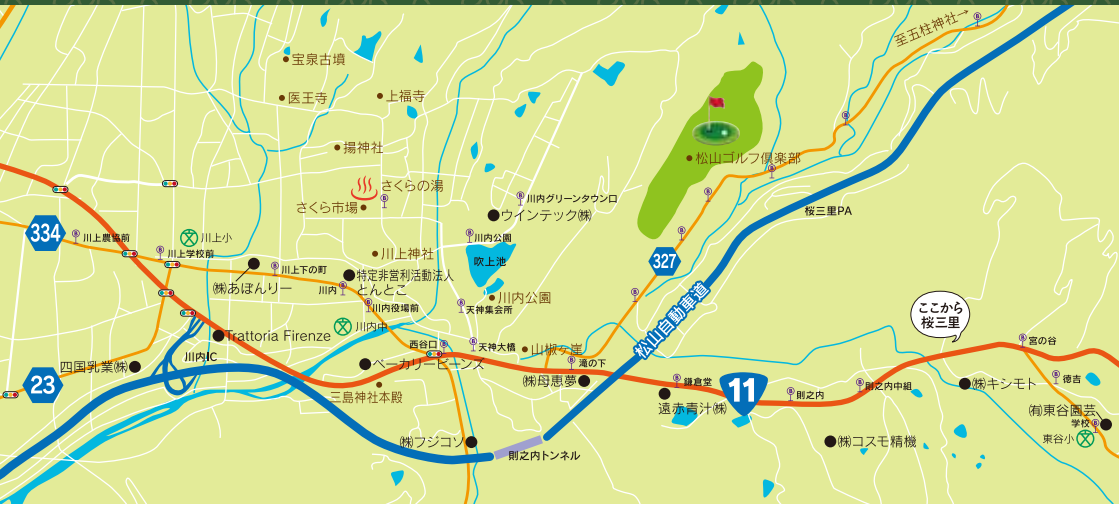 至五柱神社→
宝泉古墳
医王寺
上福寺
揚神社
松山ゴルフ倶楽部
さくらの湯
さくら市場
川内グリーンタウン口
ウインテック㈱
桜三里PA
334
川上農協前
川上小
川上学校前
川内公園
川上神社
吹上池
327
㈱あぽんりー
川上下の町
特定非営利活動法人
とんとこ
川内
川内役場前
天神集会所
川内公園
松山自動車道
ここから
桜三里
Trattoria Firenze
川内中
西谷口
天神大橋
山椒ヶ崖
宮の谷
川内IC
四国乳業㈱
ベーカリービーンズ
滝の下
23
㈱母恵夢
鎌倉堂
11
則之内
則之内中組
㈱キシモト
徳吉
三島神社本殿
遠赤青汁㈱
㈲東谷園芸
学校
東谷小
㈱フジコソ
㈱コスモ精機
則之内トンネル